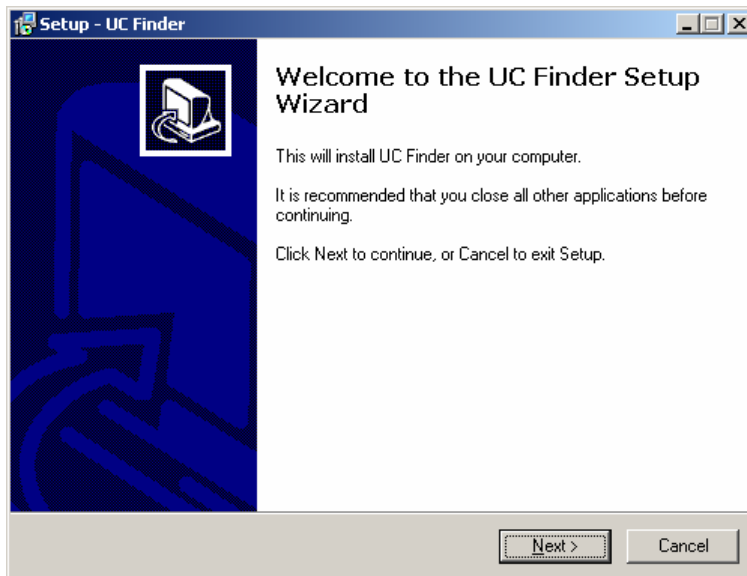 Setup - UC Finder
Welcome to the UC Finder Setup
Wizard
This will install UC Finder on your computer.
It is recommended that you close all other applications before
continuing.
Click Next to continue, or Cancel to exit Setup.
Next >
Cancel